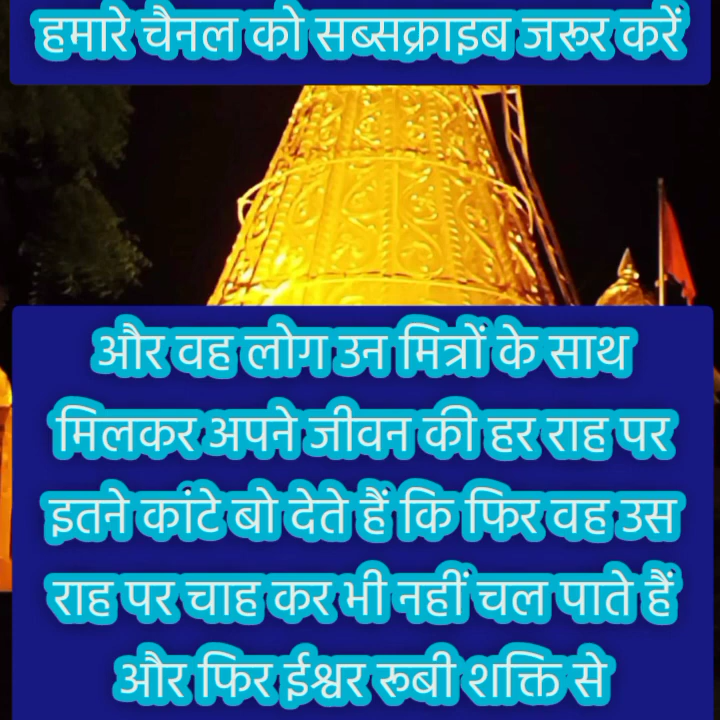 हमारे चैनल को सब्सक्राइब जरूर करें
और वह लोग उन मित्रों के साथ
मिलकर अपने जीवन की हर राह पर
इतने कांटे बो देते हैं कि फिर वह उस
राह पर चाह कर भी नहीं चल पाते हैं
और फिर ईश्वर रूबी शक्ति से